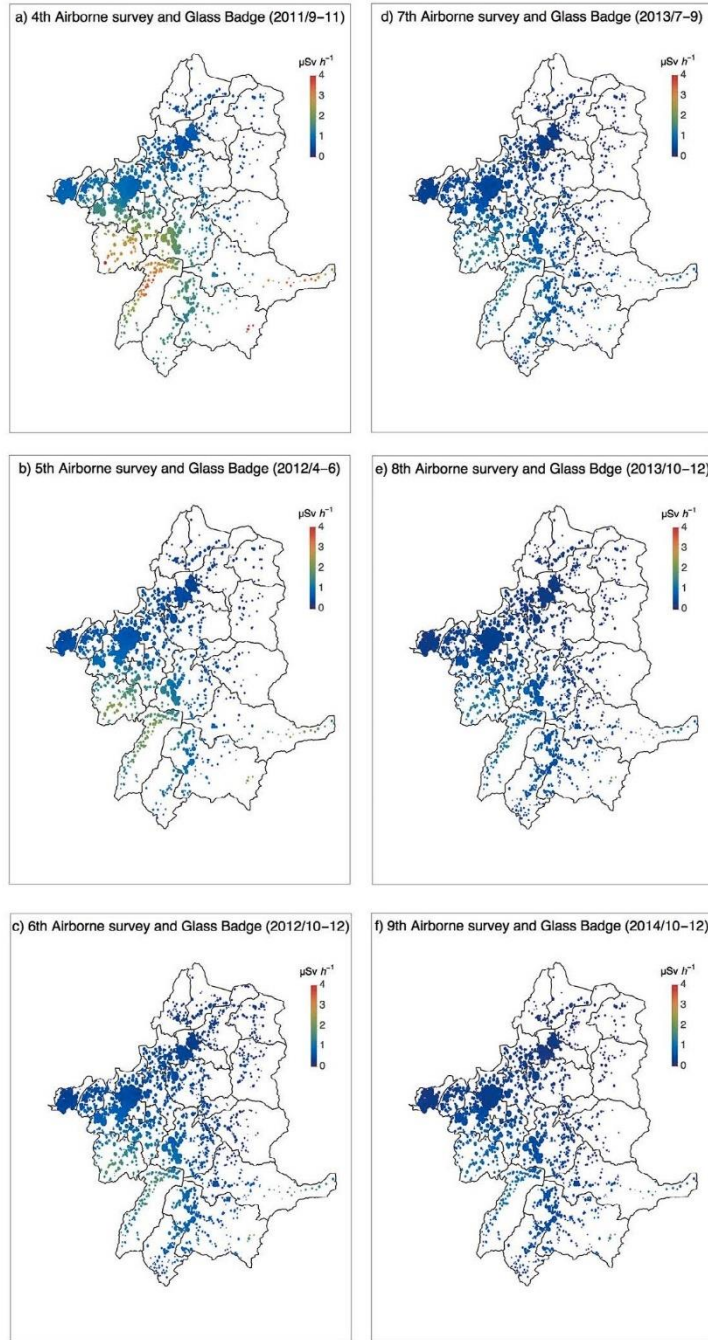 a) 4th Airborne survey and Glass Badge (2011/9–11)
µSv h⁻¹
4
3
2
1
0
d) 7th Airborne survey and Glass Badge (2013/7–9)
µSv h⁻¹
4
3
2
1
0
b) 5th Airborne survey and Glass Badge (2012/4–6)
µSv h⁻¹
4
3
2
1
0
e) 8th Airborne survery and Glass Bdge (2013/10–12)
µSv h⁻¹
4
3
2
1
0
c) 6th Airborne survey and Glass Badge (2012/10–12)
µSv h⁻¹
4
3
2
1
0
f) 9th Airborne survey and Glass Badge (2014/10–12)
µSv h⁻¹
4
3
2
1
0